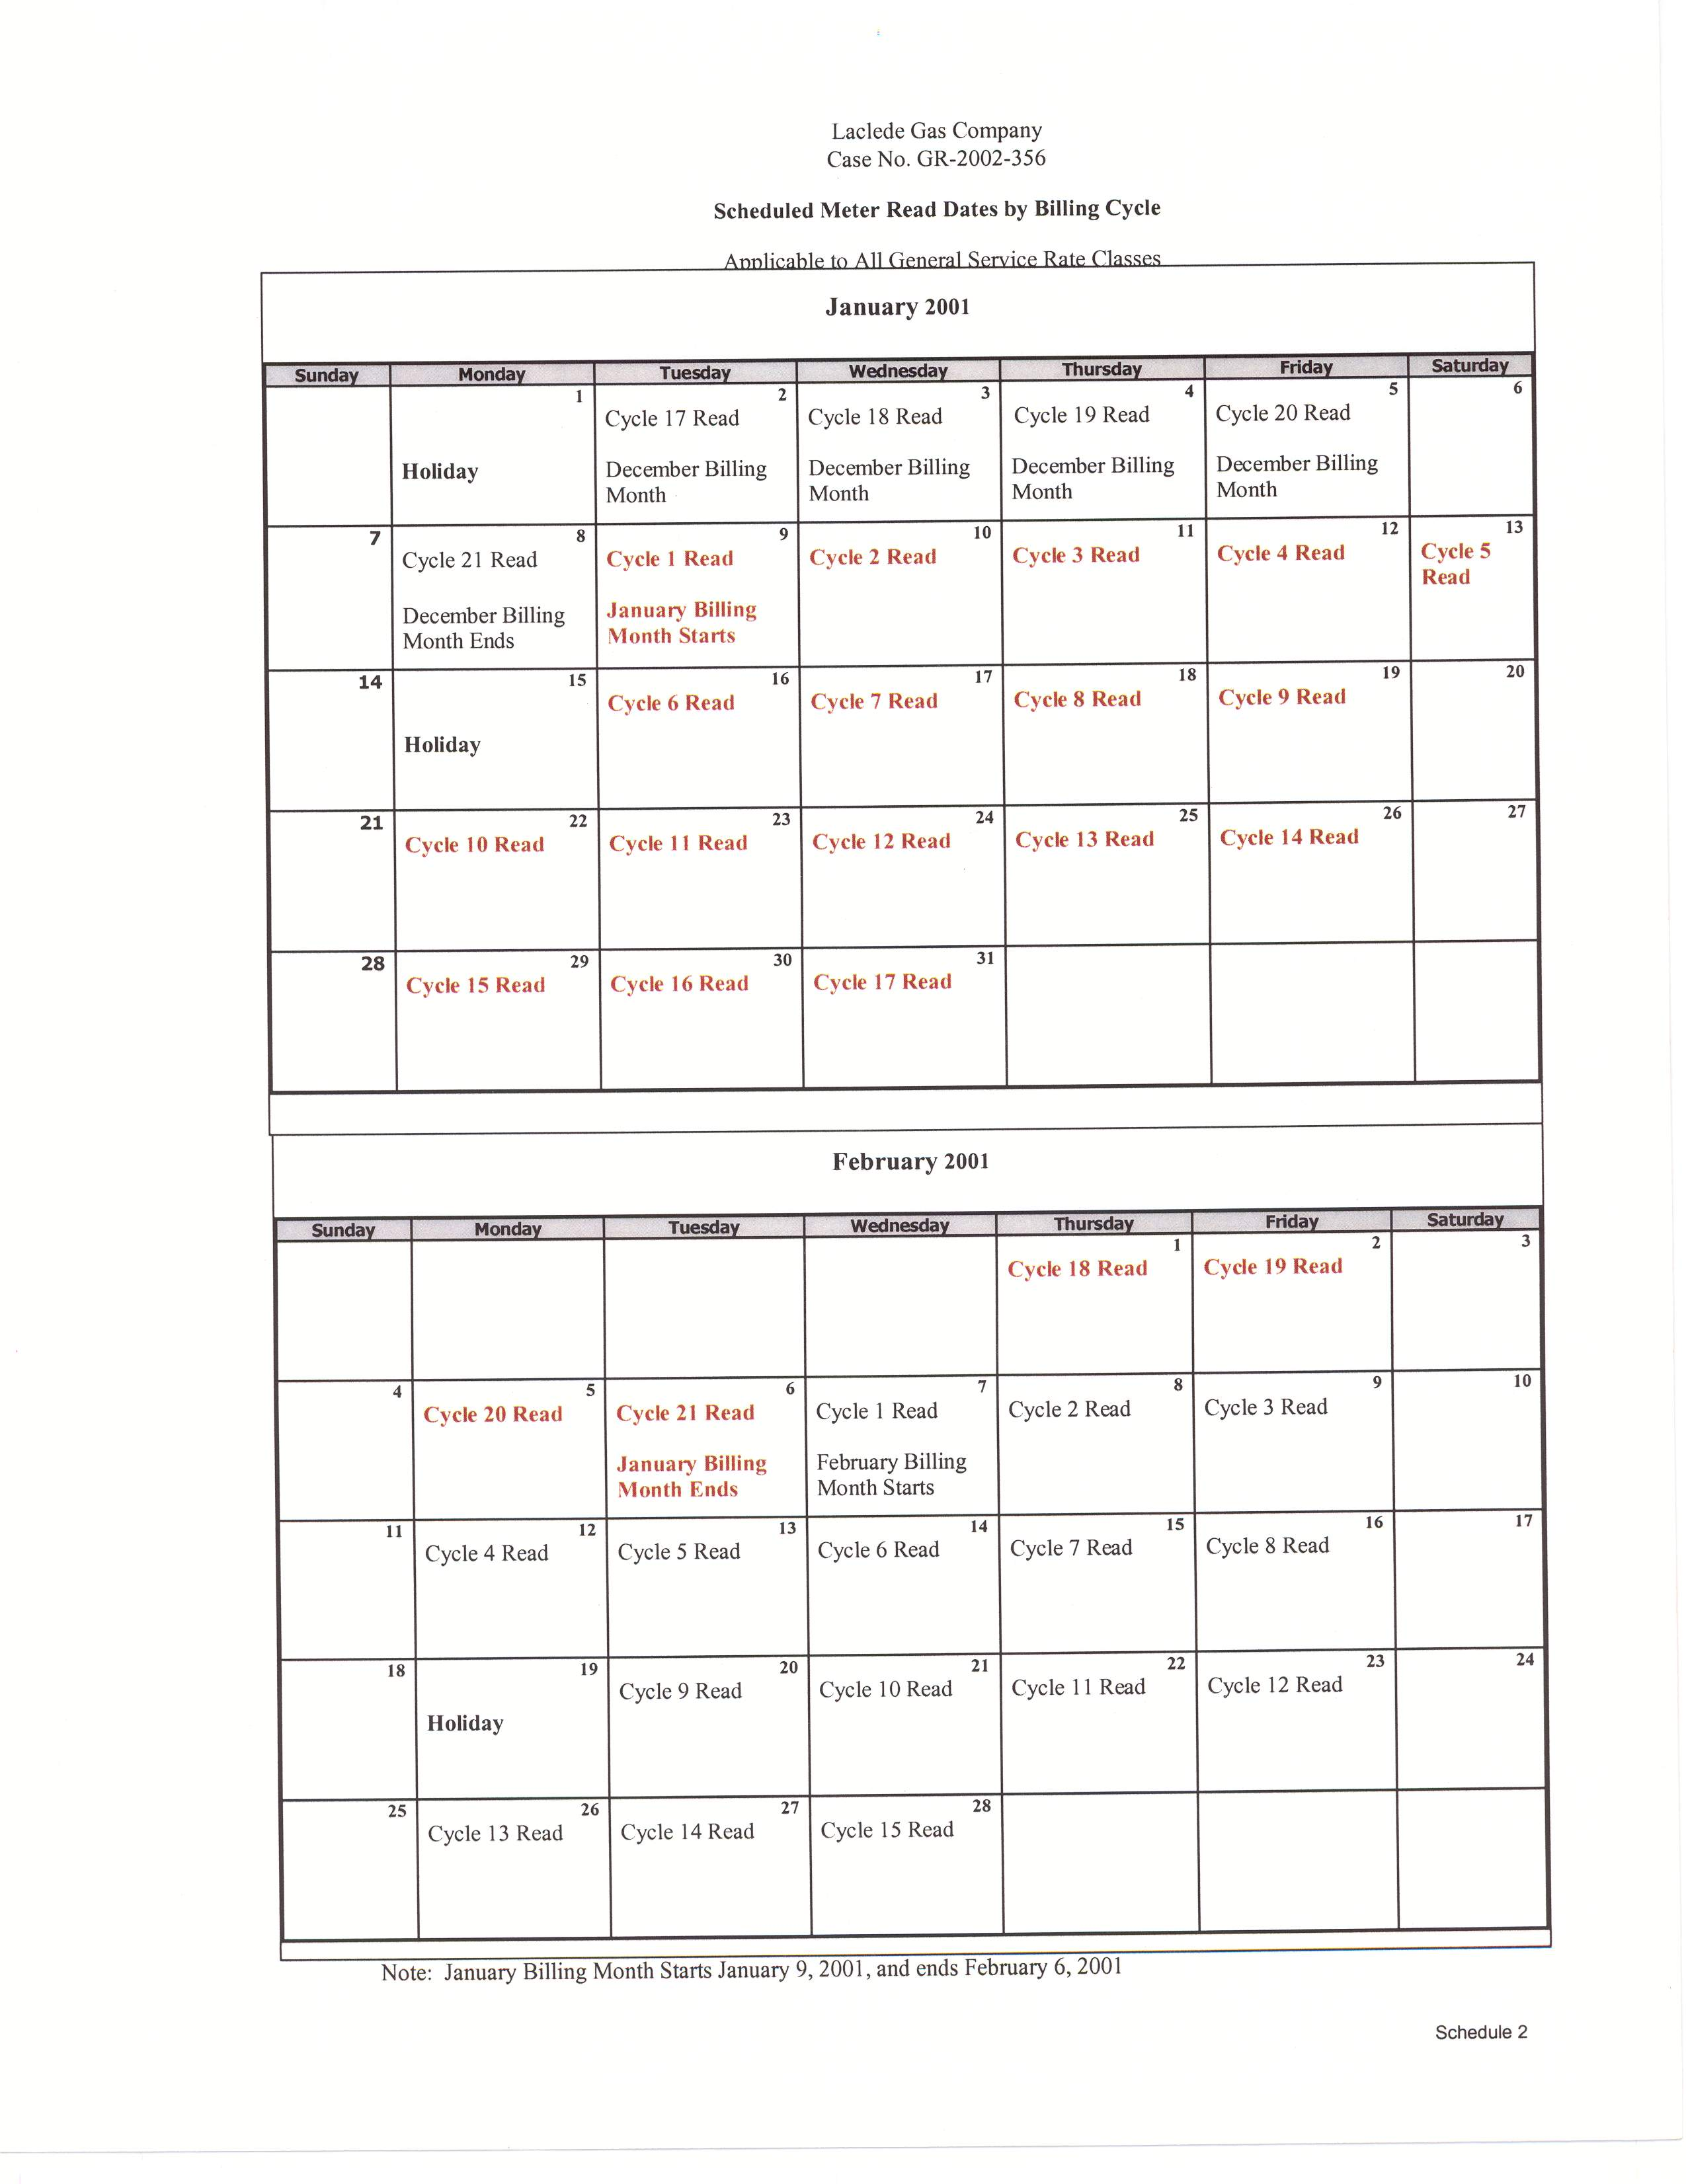 Laclede Gas Company
Case No. GR-2002-356
Scheduled Meter Read Dates by Billing Cycle
Applicable to All General Service Rate Classes
January 2001
Sunday Monday Tuesday Wednesday Thursday Friday Saturday
1 2 3 4 5 6
Cycle 17 Read Cycle 18 Read Cycle 19 Read Cycle 20 Read
Holiday December Billing December Billing December Billing December Billing
Month Month Month Month
7 8 9 10 11 12 13
Cycle 21 Read Cycle 1 Read Cycle 2 Read Cycle 3 Read Cycle 4 Read Cycle 5
Read
December Billing January Billing
Month Ends Month Starts
14 15 16 17 18 19 20
Cycle 6 Read Cycle 7 Read Cycle 8 Read Cycle 9 Read
Holiday
21 22 23 24 25 26 27
Cycle 10 Read Cycle 11 Read Cycle 12 Read Cycle 13 Read Cycle 14 Read
28 29 30 31
Cycle 15 Read Cycle 16 Read Cycle 17 Read
February 2001
Sunday Monday Tuesday Wednesday Thursday Friday Saturday
1 2 3
Cycle 18 Read Cycle 19 Read
4 5 6 7 8 9 10
Cycle 20 Read Cycle 21 Read Cycle 1 Read Cycle 2 Read Cycle 3 Read
January Billing February Billing
Month Ends Month Starts
11 12 13 14 15 16 17
Cycle 4 Read Cycle 5 Read Cycle 6 Read Cycle 7 Read Cycle 8 Read
18 19 20 21 22 23 24
Cycle 9 Read Cycle 10 Read Cycle 11 Read Cycle 12 Read
Holiday
25 26 27 28
Cycle 13 Read Cycle 14 Read Cycle 15 Read
Note: January Billing Month Starts January 9, 2001, and ends February 6, 2001
Schedule 2